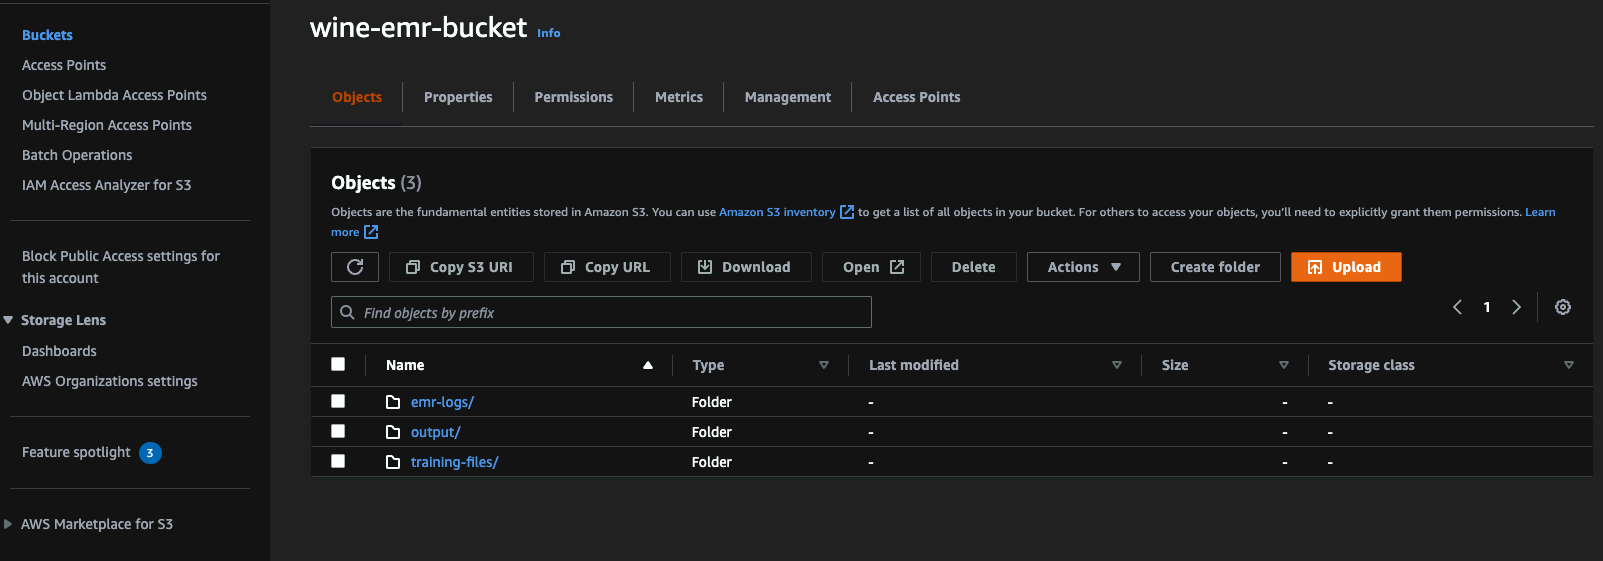 Buckets
Access Points
Object Lambda Access Points
Multi-Region Access Points
Batch Operations
IAM Access Analyzer for S3
Block Public Access settings for
this account
Storage Lens
Dashboards
AWS Organizations settings
Feature spotlight 3
AWS Marketplace for S3
wine-emr-bucket Info
Objects Properties Permissions Metrics Management Access Points
Objects (3)
Objects are the fundamental entities stored in Amazon S3. You can use Amazon S3 inventory to get a list of all objects in your bucket. For others to access your objects, you'll need to explicitly grant them permissions. Learn
more
Copy S3 URI Copy URL Download Open Delete Actions Create folder Upload
Find objects by prefix 1
Name Type Last modified Size Storage class
emr-logs/ Folder - - -
output/ Folder - - -
training-files/ Folder - - -